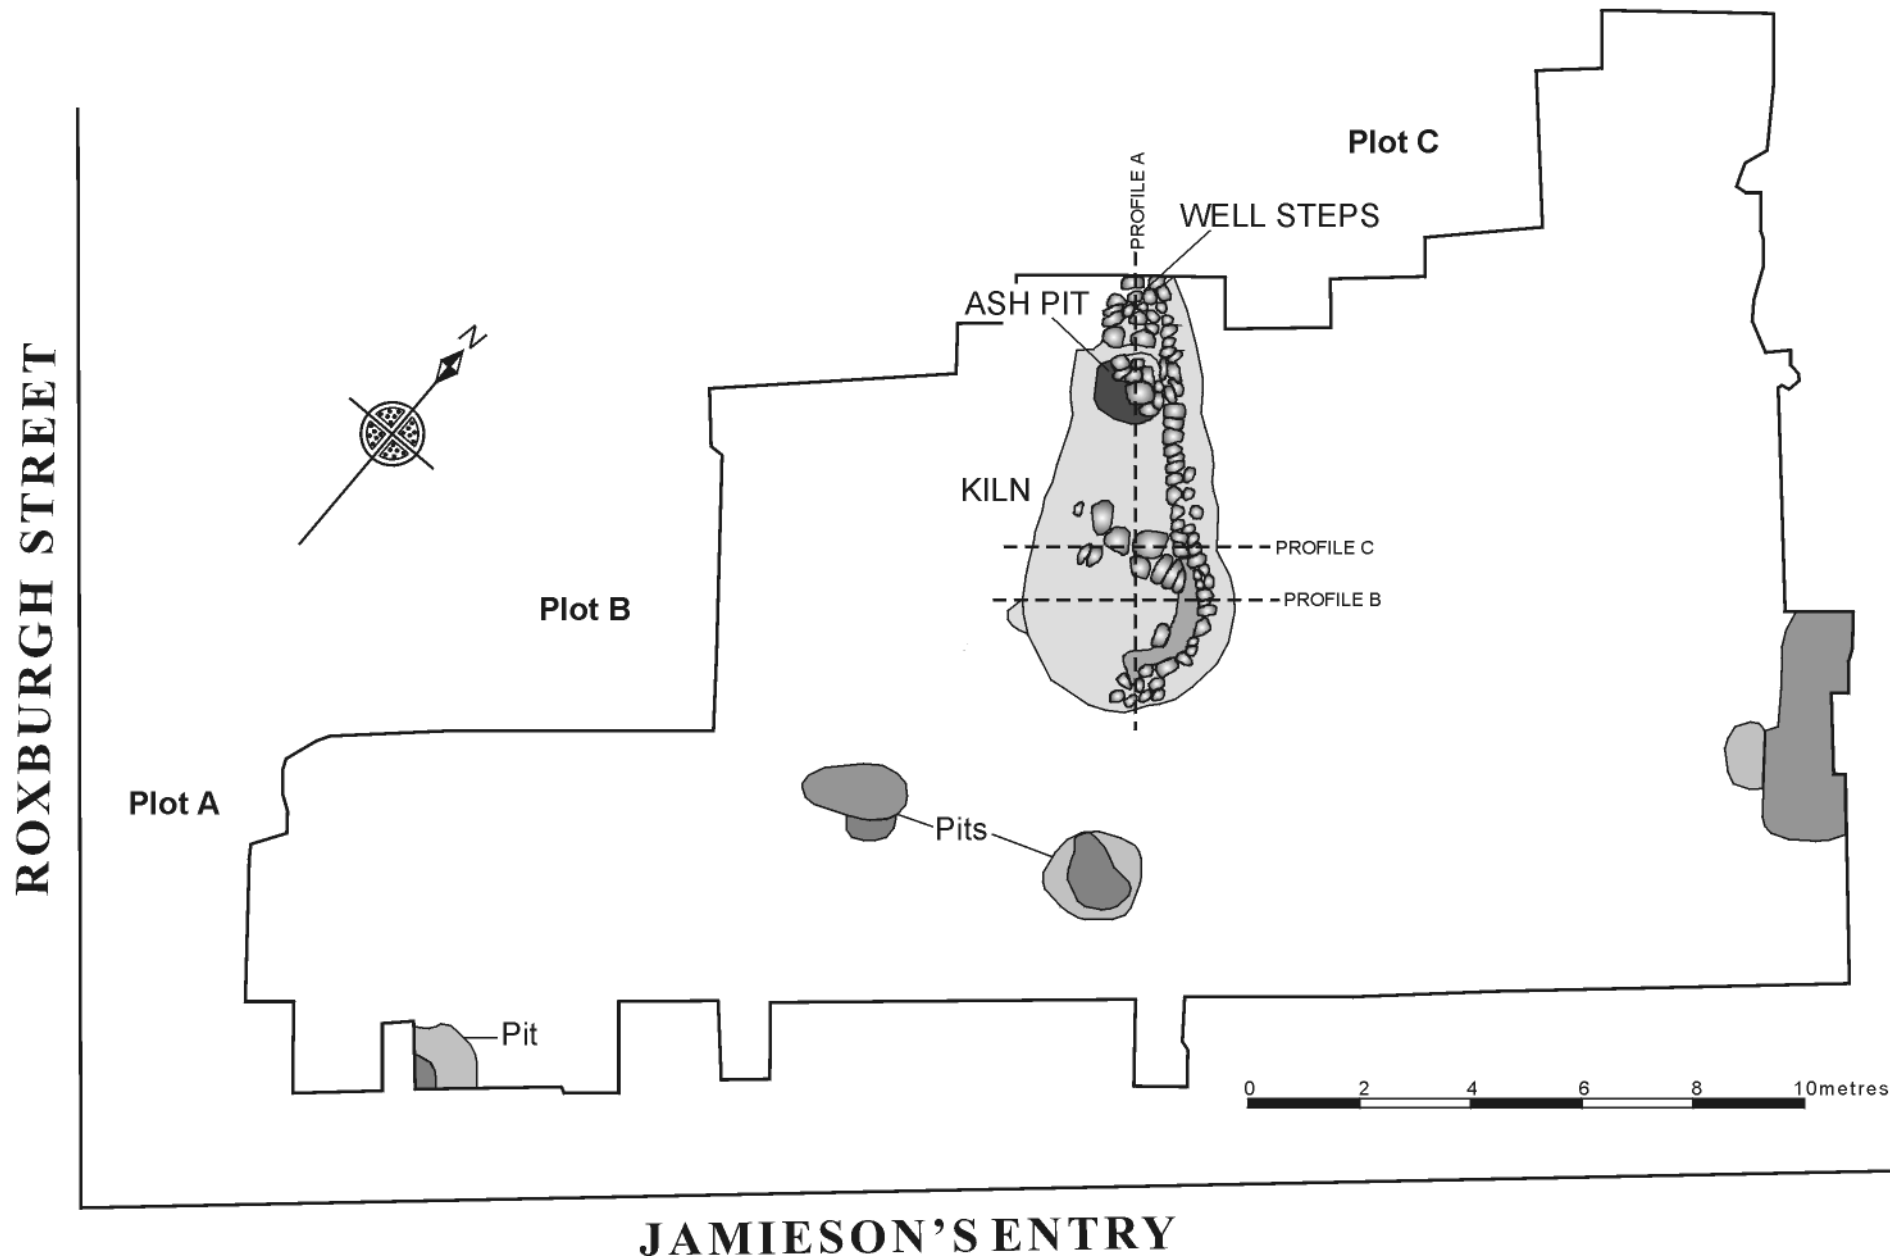 Plot C
PROFILE A
WELL STEPS
ASH PIT
N
ROXBURGH STREET
KILN
PROFILE C
PROFILE B
Plot B
Plot A
Pits
Pit
0 2 4 6 8 10metres
JAMIESON'S ENTRY